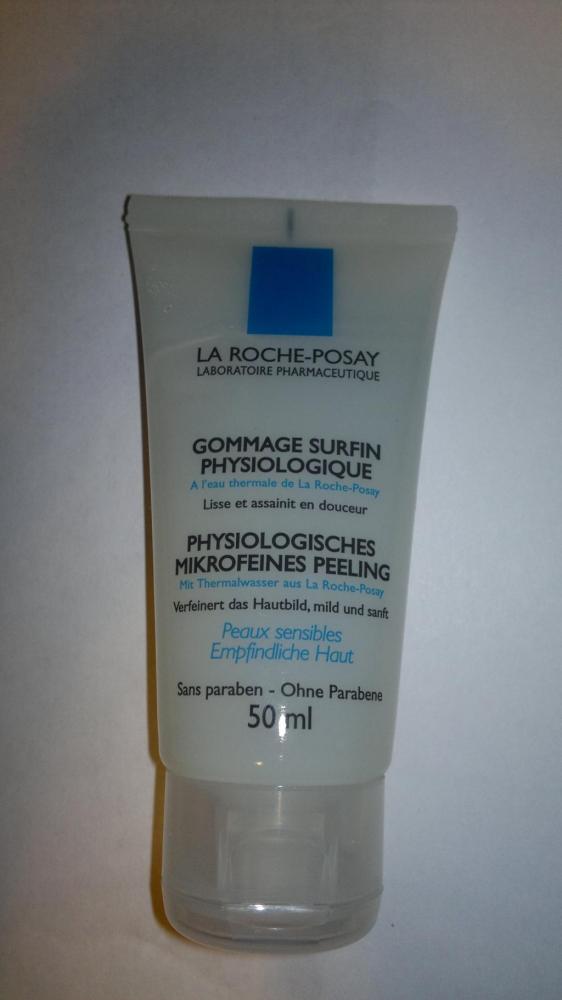 LA ROCHE-POSAY
LABORATOIRE PHARMACEUTIQUE
GOMMAGE SURFIN
PHYSIOLOGIQUE
A l'eau thermale de La Roche-Posay
Lisse et assainit en douceur
PHYSIOLOGISCHES
MIKROFEINES PEELING
Mit Thermalwasser aus La Roche-Posay
Verfeinert das Hautbild, mild und sanft
Peaux sensibles
Empfindliche Haut
Sans paraben - Ohne Parabene
50 ml